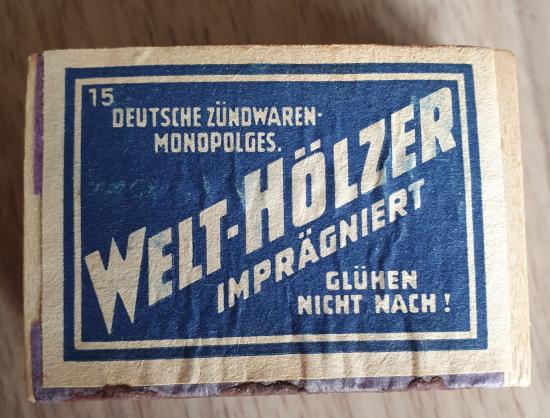 15
DEUTSCHE ZÜNDWAREN-
MONOPOLGES.
WELT-HÖLZER
IMPRÄGNIERT
GLÜHEN
NICHT NACH!